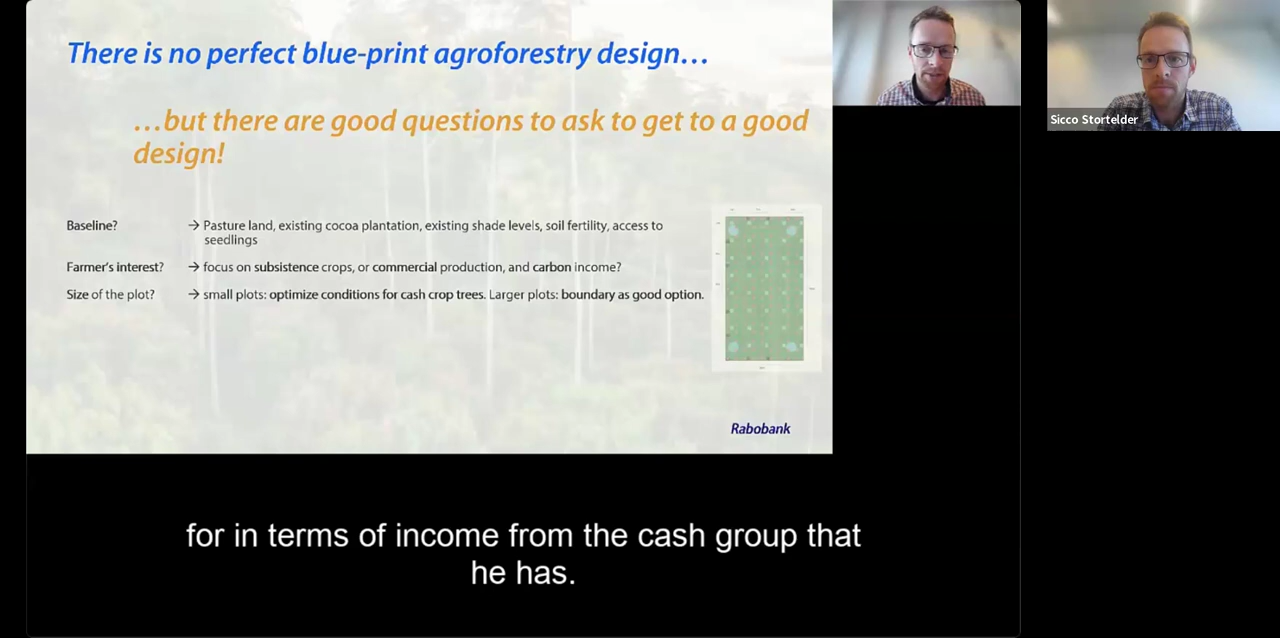 There is no perfect blue-print agroforestry design…
…but there are good questions to ask to get to a good
design!
Baseline? → Pasture land, existing cocoa plantation, existing shade levels, soil fertility, access to
seedlings
Farmer's interest? → focus on subsistence crops, or commercial production, and carbon income?
Size of the plot? → small plots: optimize conditions for cash crop trees. Larger plots: boundary as good option.
Rabobank
Sicco Stortelder
for in terms of income from the cash group that
he has.